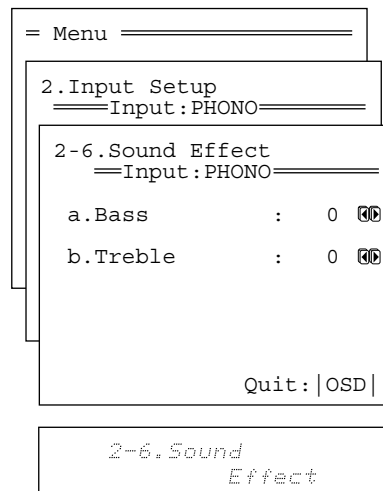 Menu
2.Input Setup
Input:PHONO
2-6.Sound Effect
Input:PHONO
a.Bass : 0
b.Treble : 0
Quit:|OSD|
2-6.Sound
Effect